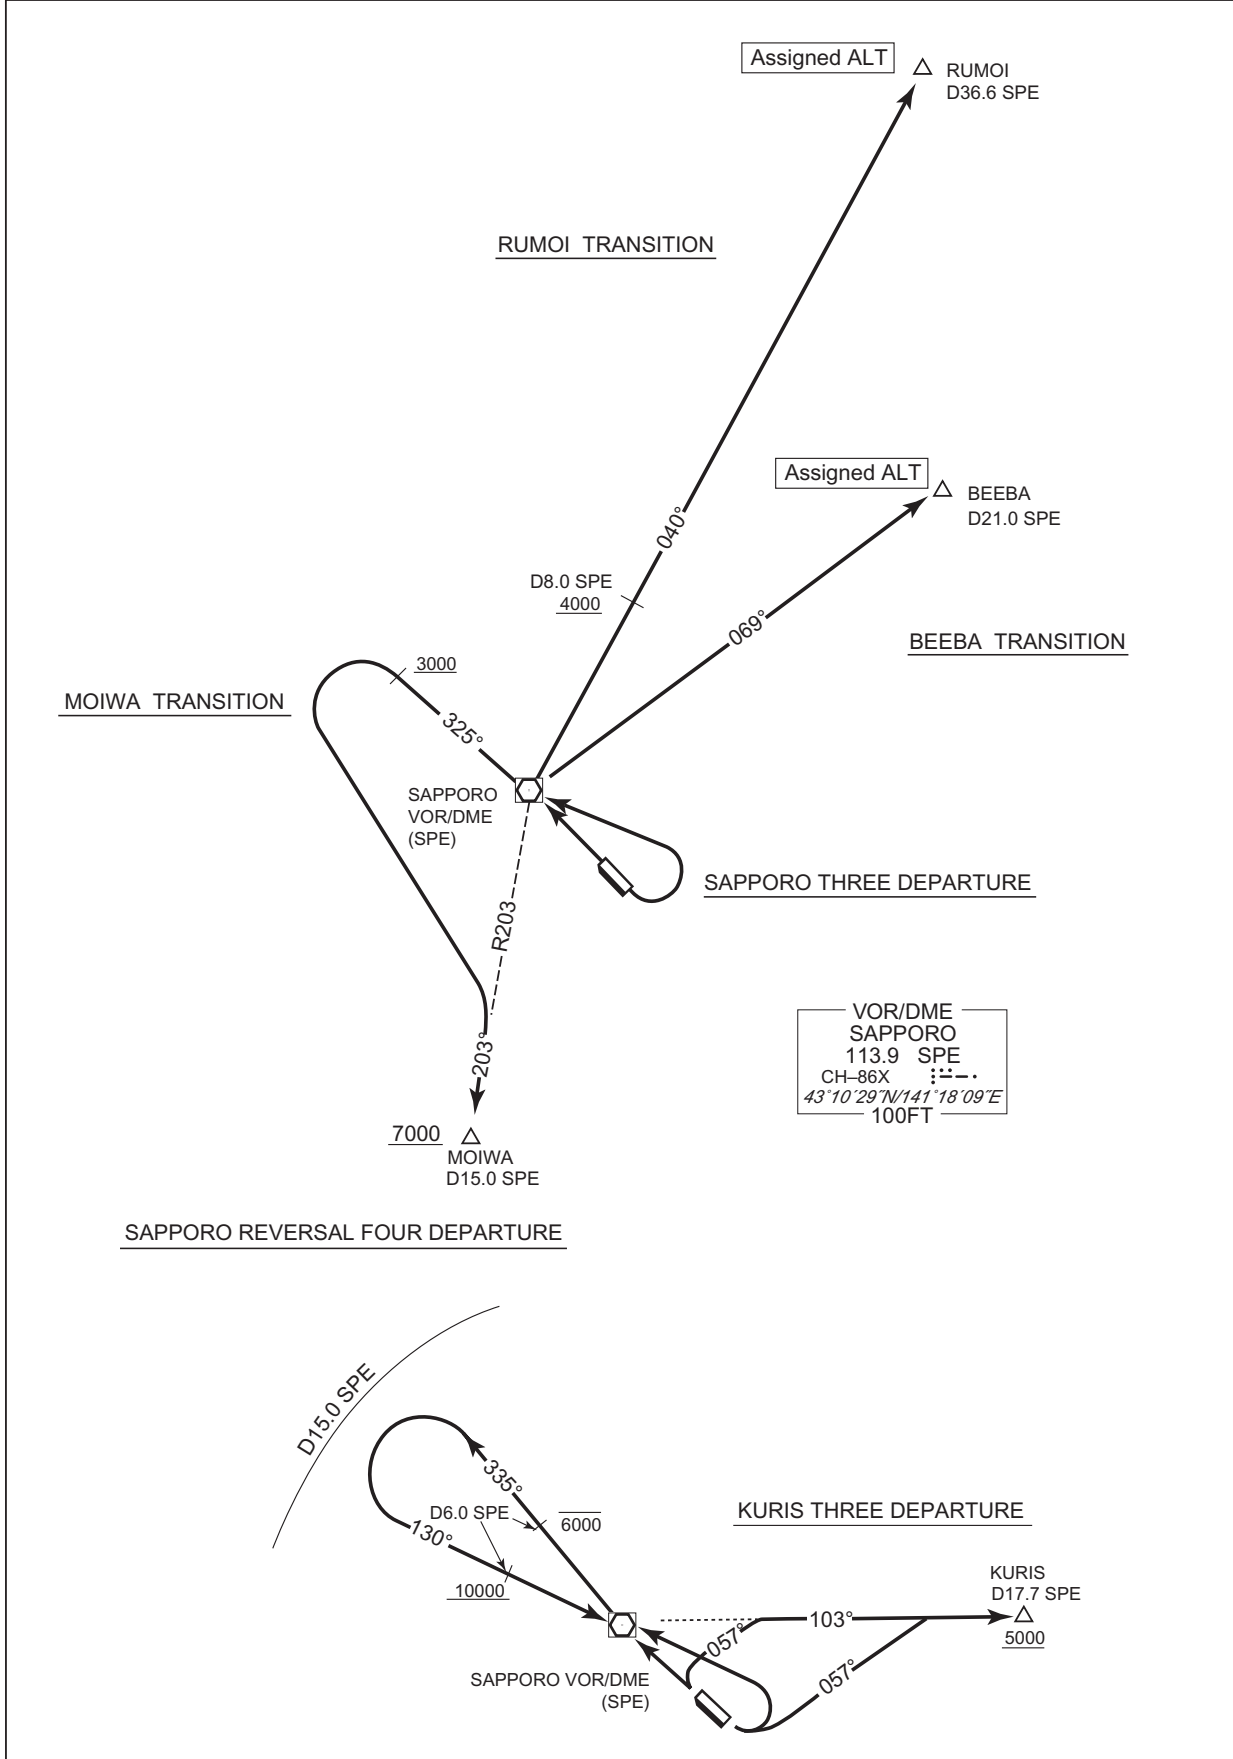 Assigned ALT
RUMOI
D36.6 SPE
RUMOI TRANSITION
Assigned ALT
BEEBA
D21.0 SPE
040°
D8.0 SPE
4000
069°
BEEBA TRANSITION
3000
MOIWA TRANSITION
325°
SAPPORO
VOR/DME
(SPE)
SAPPORO THREE DEPARTURE
R203
VOR/DME
SAPPORO
113.9 SPE
CH–86X
43°10′29″N/141°18′09″E
100FT
203°
7000
MOIWA
D15.0 SPE
SAPPORO REVERSAL FOUR DEPARTURE
D15.0 SPE
335°
D6.0 SPE
6000
130°
10000
KURIS THREE DEPARTURE
KURIS
D17.7 SPE
5000
103°
057°
057°
SAPPORO VOR/DME
(SPE)